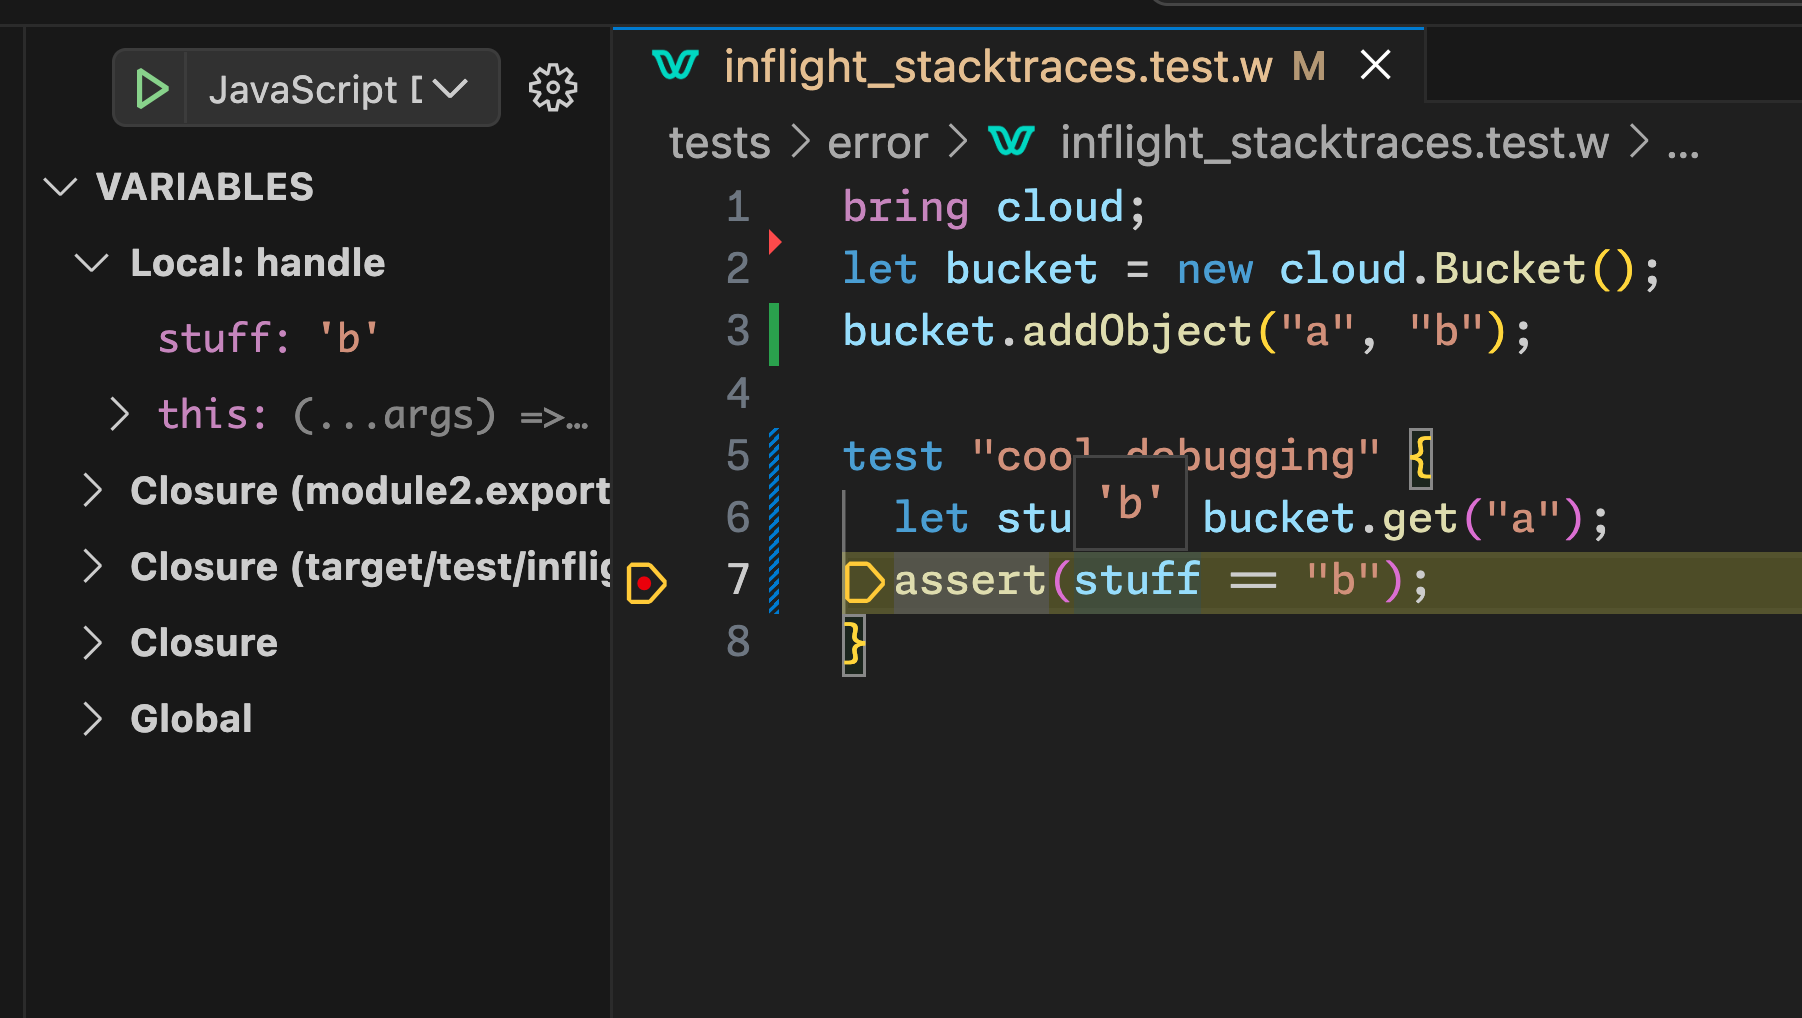 JavaScript [
VARIABLES
Local: handle
stuff: 'b'
this: (...args) =>…
Closure (module2.export
Closure (target/test/inflig
Closure
Global
inflight_stacktraces.test.w M
tests > error > inflight_stacktraces.test.w > ...
1 bring cloud;
2 let bucket = new cloud.Bucket();
3 bucket.addObject("a", "b");
4
5 test "cool debugging" {
'b'
6 let stu bucket.get("a");
7 assert(stuff == "b");
8 }